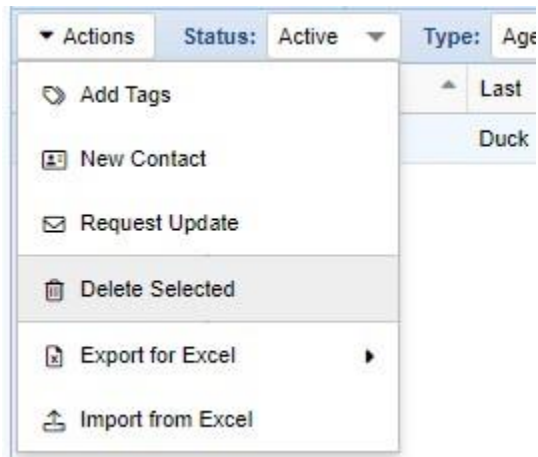 Actions Status: Active Type: Age
Add Tags Last
Duck
New Contact
Request Update
Delete Selected
Export for Excel
Import from Excel